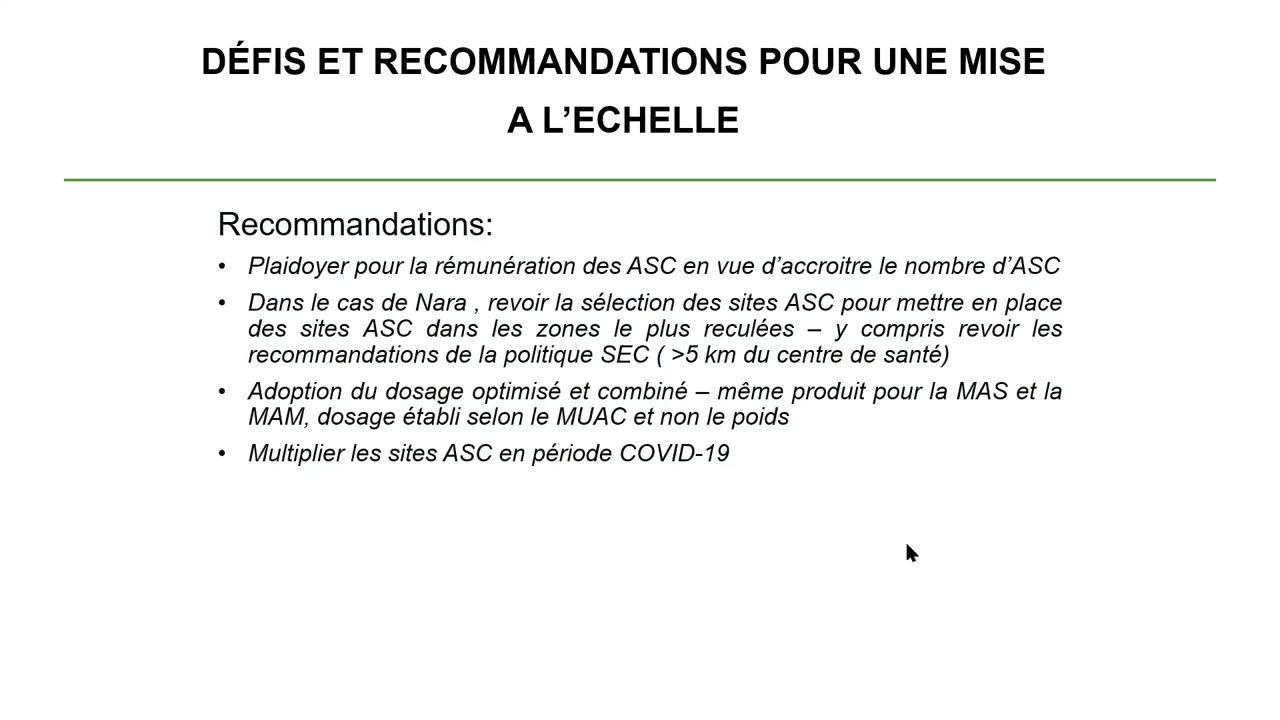 DÉFIS ET RECOMMANDATIONS POUR UNE MISE
A L’ECHELLE
Recommandations:
• Plaidoyer pour la rémunération des ASC en vue d’accroitre le nombre d’ASC
• Dans le cas de Nara , revoir la sélection des sites ASC pour mettre en place
des sites ASC dans les zones le plus reculées – y compris revoir les
recommandations de la politique SEC ( >5 km du centre de santé)
• Adoption du dosage optimisé et combiné – même produit pour la MAS et la
MAM, dosage établi selon le MUAC et non le poids
• Multiplier les sites ASC en période COVID-19